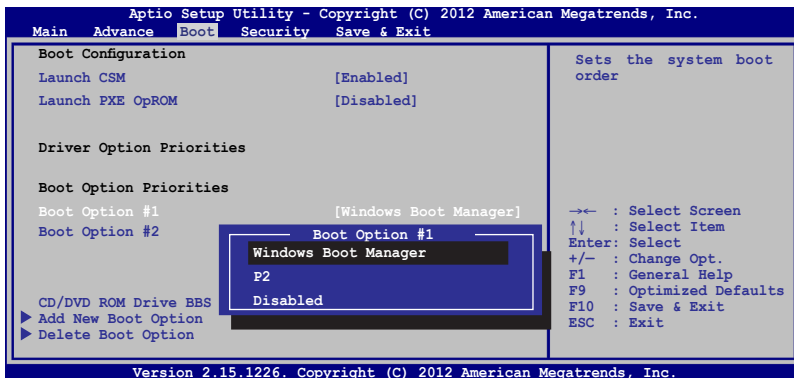 Aptio Setup Utility - Copyright (C) 2012 American Megatrends, Inc.
Main Advance Boot Security Save & Exit
Boot Configuration
Launch CSM [Enabled]
Launch PXE OpROM [Disabled]
Driver Option Priorities
Boot Option Priorities
Boot Option #1 [Windows Boot Manager]
Boot Option #2
Boot Option #1
Windows Boot Manager
P2
Disabled
CD/DVD ROM Drive BBS
Add New Boot Option
Delete Boot Option
Sets the system boot
order
→← : Select Screen
↑↓ : Select Item
Enter: Select
+/— : Change Opt.
F1 : General Help
F9 : Optimized Defaults
F10 : Save & Exit
ESC : Exit
Version 2.15.1226. Copyright (C) 2012 American Megatrends, Inc.